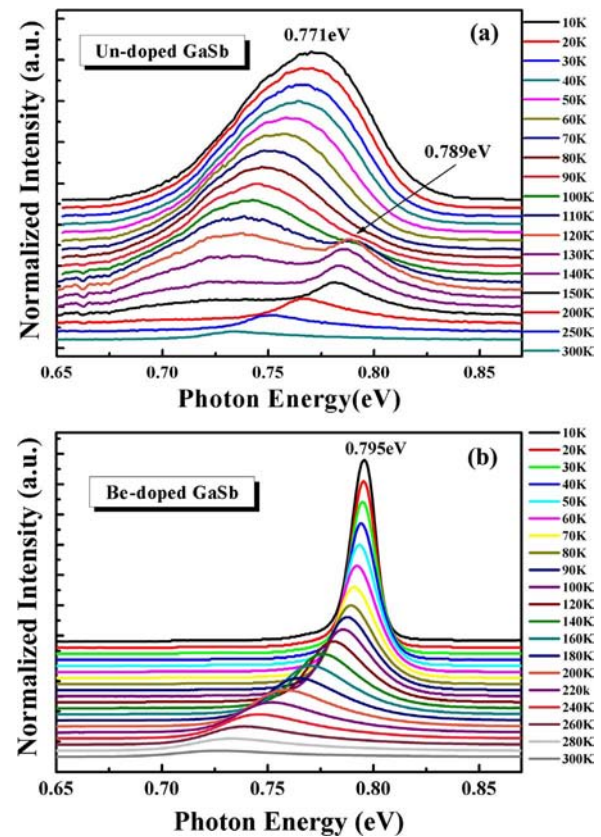 0.771eV
(a)
Un-doped GaSb
0.789eV
10K
20K
30K
40K
50K
60K
70K
80K
90K
100K
110K
120K
130K
140K
150K
200K
250K
300K
Normalized Intensity (a.u.)
0.65 0.70 0.75 0.80 0.85
Photon Energy(eV)
0.795eV
(b)
Be-doped GaSb
10K
20K
30K
40K
50K
60K
70K
80K
90K
100K
120K
140K
160K
180K
200K
220k
240K
260K
280K
300K
Normalized Intensity (a.u.)
0.65 0.70 0.75 0.80 0.85
Photon Energy (eV)